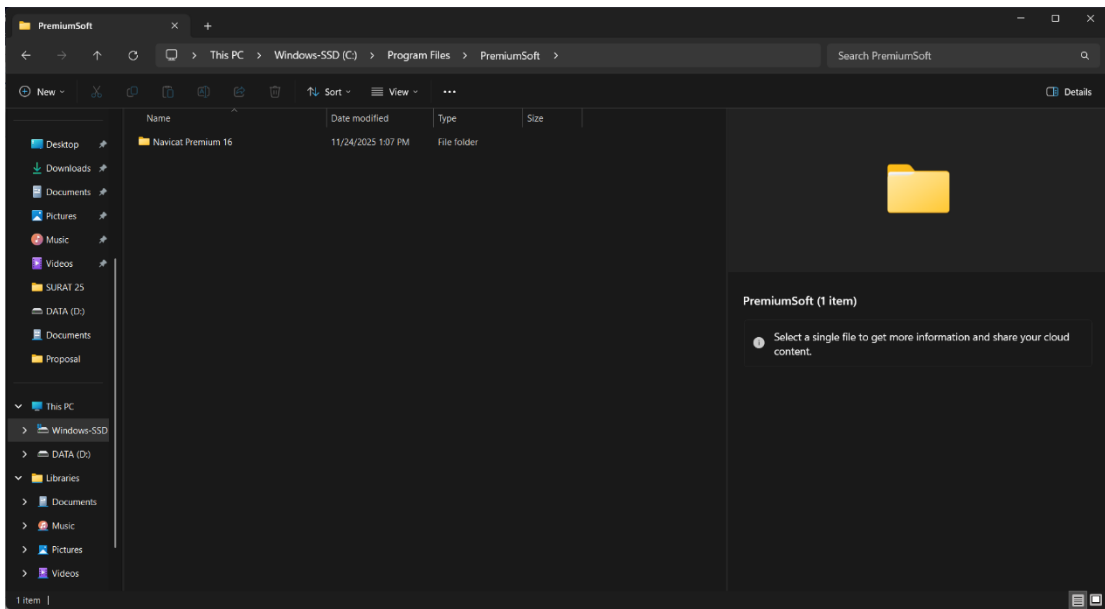 PremiumSoft
This PC > Windows-SSD (C:) > Program Files > PremiumSoft >
Search PremiumSoft
New
Sort
View
Details
Name Date modified Type Size
Navicat Premium 16 11/24/2025 1:07 PM File folder
Desktop
Downloads
Documents
Pictures
Music
Videos
SURAT 25
DATA (D:)
Documents
Proposal
This PC
Windows-SSD
DATA (D:)
Libraries
Documents
Music
Pictures
Videos
PremiumSoft (1 item)
Select a single file to get more information and share your cloud
content.
1 item